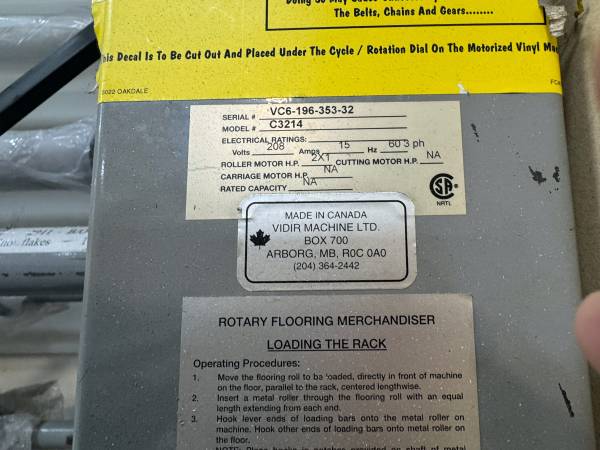 The Belts, Chains And Gears........
This Decal Is To Be Cut Out And Placed Under The Cycle / Rotation Dial On The Motorized Vinyl
5022 OAKDALE
SERIAL # VC6-196-353-32
MODEL # C3214
ELECTRICAL RATINGS:
Volts 208 Amps 15 Hz 60 3 ph
ROLLER MOTOR H.P. 2X1 CUTTING MOTOR H.P. NA
CARRIAGE MOTOR H.P. NA
RATED CAPACITY NA
NRTL
MADE IN CANADA
VIDIR MACHINE LTD.
BOX 700
ARBORG, MB, R0C 0A0
(204) 364-2442
ROTARY FLOORING MERCHANDISER
LOADING THE RACK
Operating Procedures:
1. Move the flooring roll to be loaded, directly in front of machine
on the floor, parallel to the rack, centered lengthwise.
2. Insert a metal roller through the flooring roll with an equal
length extending from each end.
3. Hook lever ends of loading bars onto the metal roller on
machine. Hook other ends of loading bars onto metal roller on
the floor.